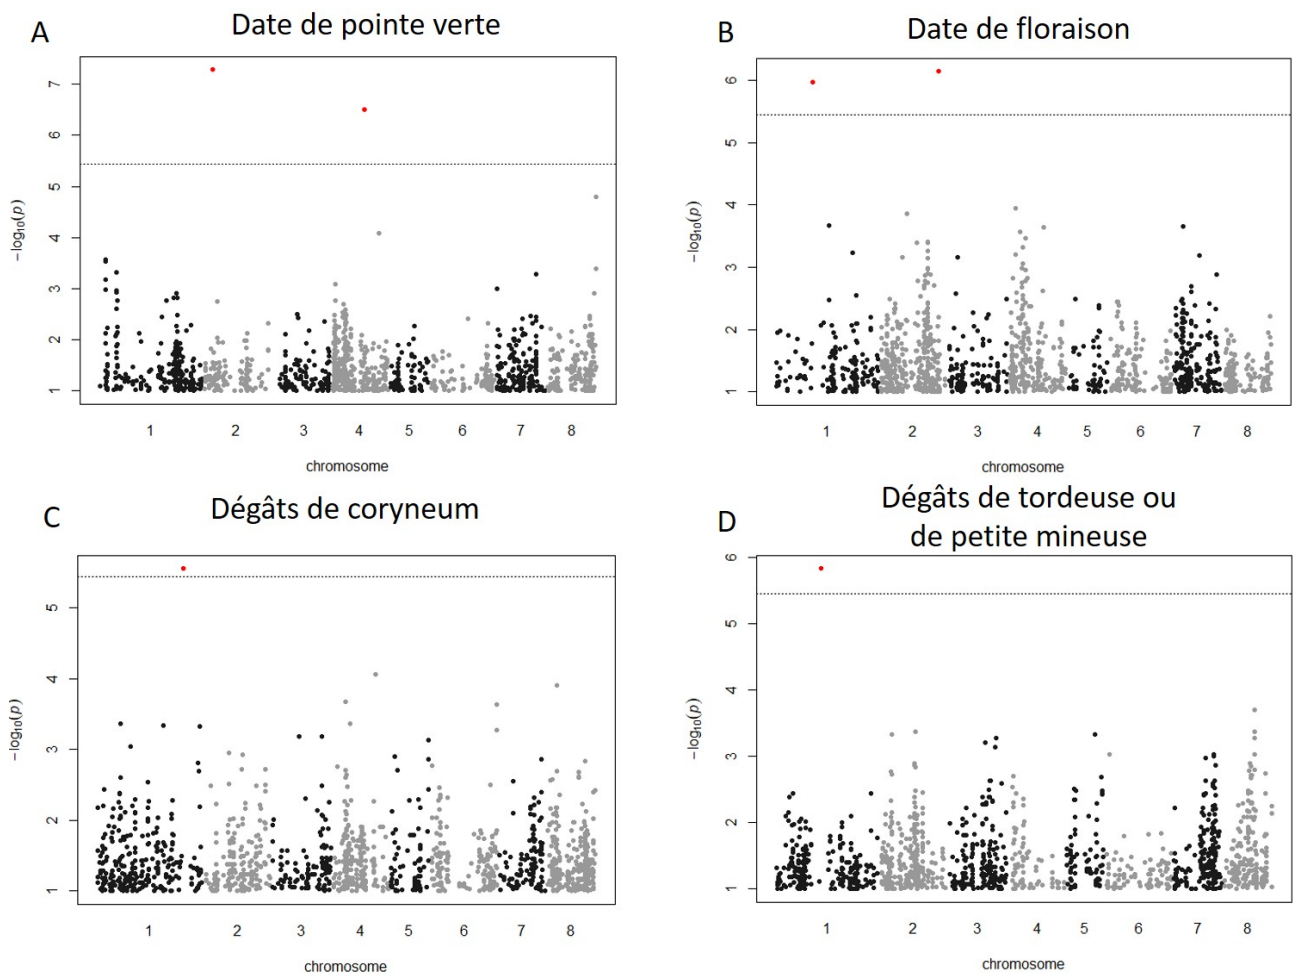 A
Date de pointe verte
7
6
5
4
3
2
1
−log10(p)
1 2 3 4 5 6 7 8
chromosome
B
Date de floraison
6
5
4
3
2
1
−log10(p)
1 2 3 4 5 6 7 8
chromosome
C
Dégâts de coryneum
5
4
3
2
1
−log10(p)
1 2 3 4 5 6 7 8
chromosome
D
Dégâts de tordeuse ou
de petite mineuse
6
5
4
3
2
1
−log10(p)
1 2 3 4 5 6 7 8
chromosome